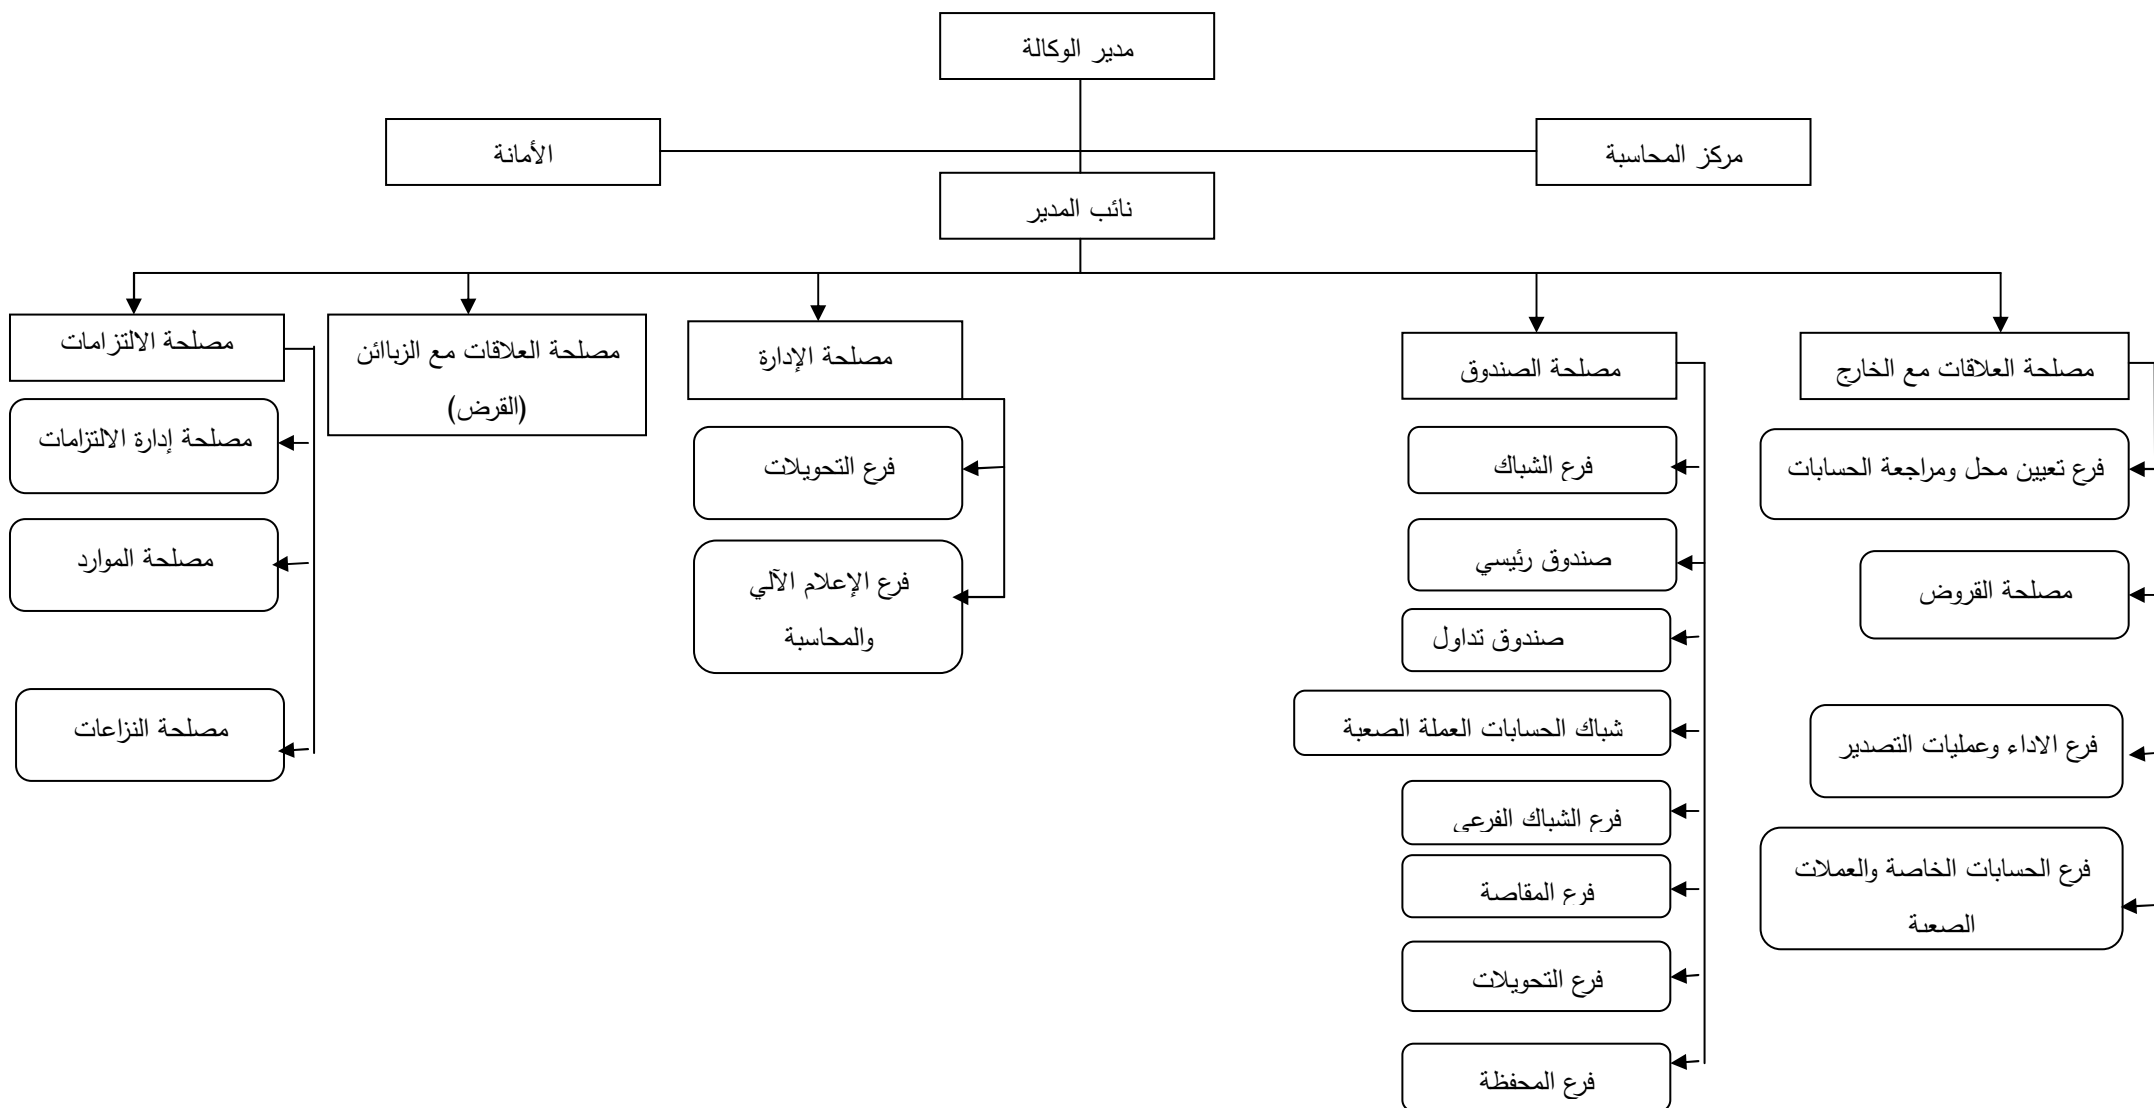 مدير الوكالة
مركز المحاسبة
الأمانة
نائب المدير
مصلحة العلاقات مع الخارج
فرع تعيين محل ومراجعة الحسابات
مصلحة القروض
فرع الاداء وعمليات التصدير
فرع الحسابات الخاصة والعملات
الصعبة
مصلحة الصندوق
فرع الشباك
صندوق رئيسي
صندوق تداول
شباك الحسابات العملة الصعبة
فرع الشباك الفرعي
فرع المقاصة
فرع التحويلات
فرع المحفظة
مصلحة الإدارة
فرع التحويلات
فرع الإعلام الآلي
والمحاسبة
مصلحة العلاقات مع الزباائن
(القرض)
مصلحة الالتزامات
مصلحة إدارة الالتزامات
مصلحة الموارد
مصلحة النزاعات